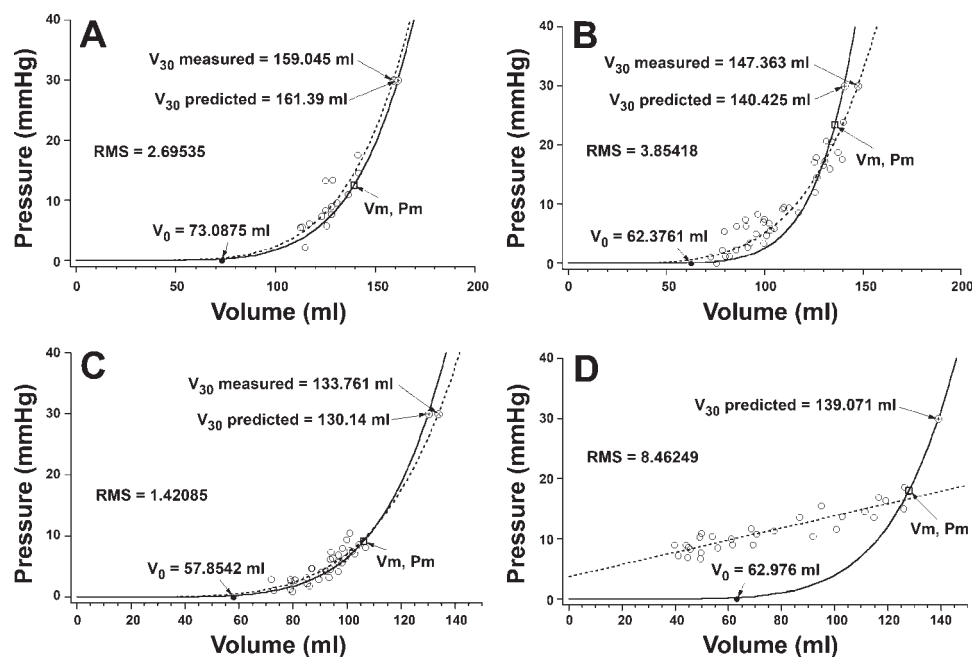 A
V30 measured = 159.045 ml
V30 predicted = 161.39 ml
RMS = 2.69535
Vm, Pm
V0 = 73.0875 ml
Pressure (mmHg)
40
30
20
10
0
0 50 100 150 200
Volume (ml)
B
V30 measured = 147.363 ml
V30 predicted = 140.425 ml
RMS = 3.85418
Vm, Pm
V0 = 62.3761 ml
Pressure (mmHg)
40
30
20
10
0
0 50 100 150 200
Volume (ml)
C
V30 measured = 133.761 ml
V30 predicted = 130.14 ml
RMS = 1.42085
Vm, Pm
V0 = 57.8542 ml
Pressure (mmHg)
40
30
20
10
0
0 20 40 60 80 100 120 140
Volume (ml)
D
V30 predicted = 139.071 ml
RMS = 8.46249
Vm, Pm
V0 = 62.976 ml
Pressure (mmHg)
40
30
20
10
0
0 20 40 60 80 100 120 140
Volume (ml)